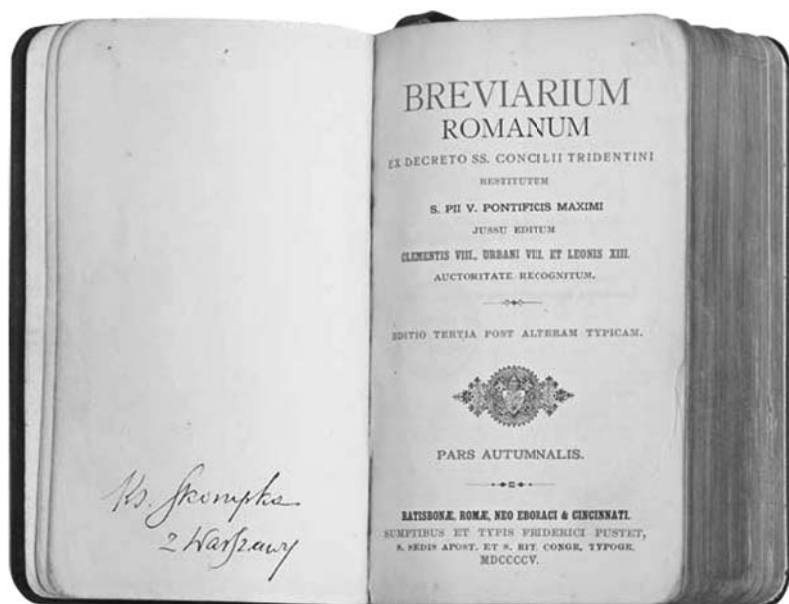 Ks. Skorupka
z Warszawy
BREVIARIUM
ROMANUM
EX DECRETO SS. CONCILII TRIDENTINI
RESTITUTUM
S. PII V. PONTIFICIS MAXIMI
JUSSU EDITUM
CLEMENTIS VIII., URBANI VIII. ET LEONIS XIII.
AUCTORITATE RECOGNITUM.
EDITIO TERTIA POST ALTERAM TYPICAM.
PARS AUTUMNALIS.
RATISBONÆ, ROMÆ, NEO EBORACI & CINCINNATI.
SUMPTIBUS ET TYPIS FRIDERICI PUSTET,
S. SEDIS APOST. ET S. RIT. CONGR. TYPOGR.
MDCCCCV.